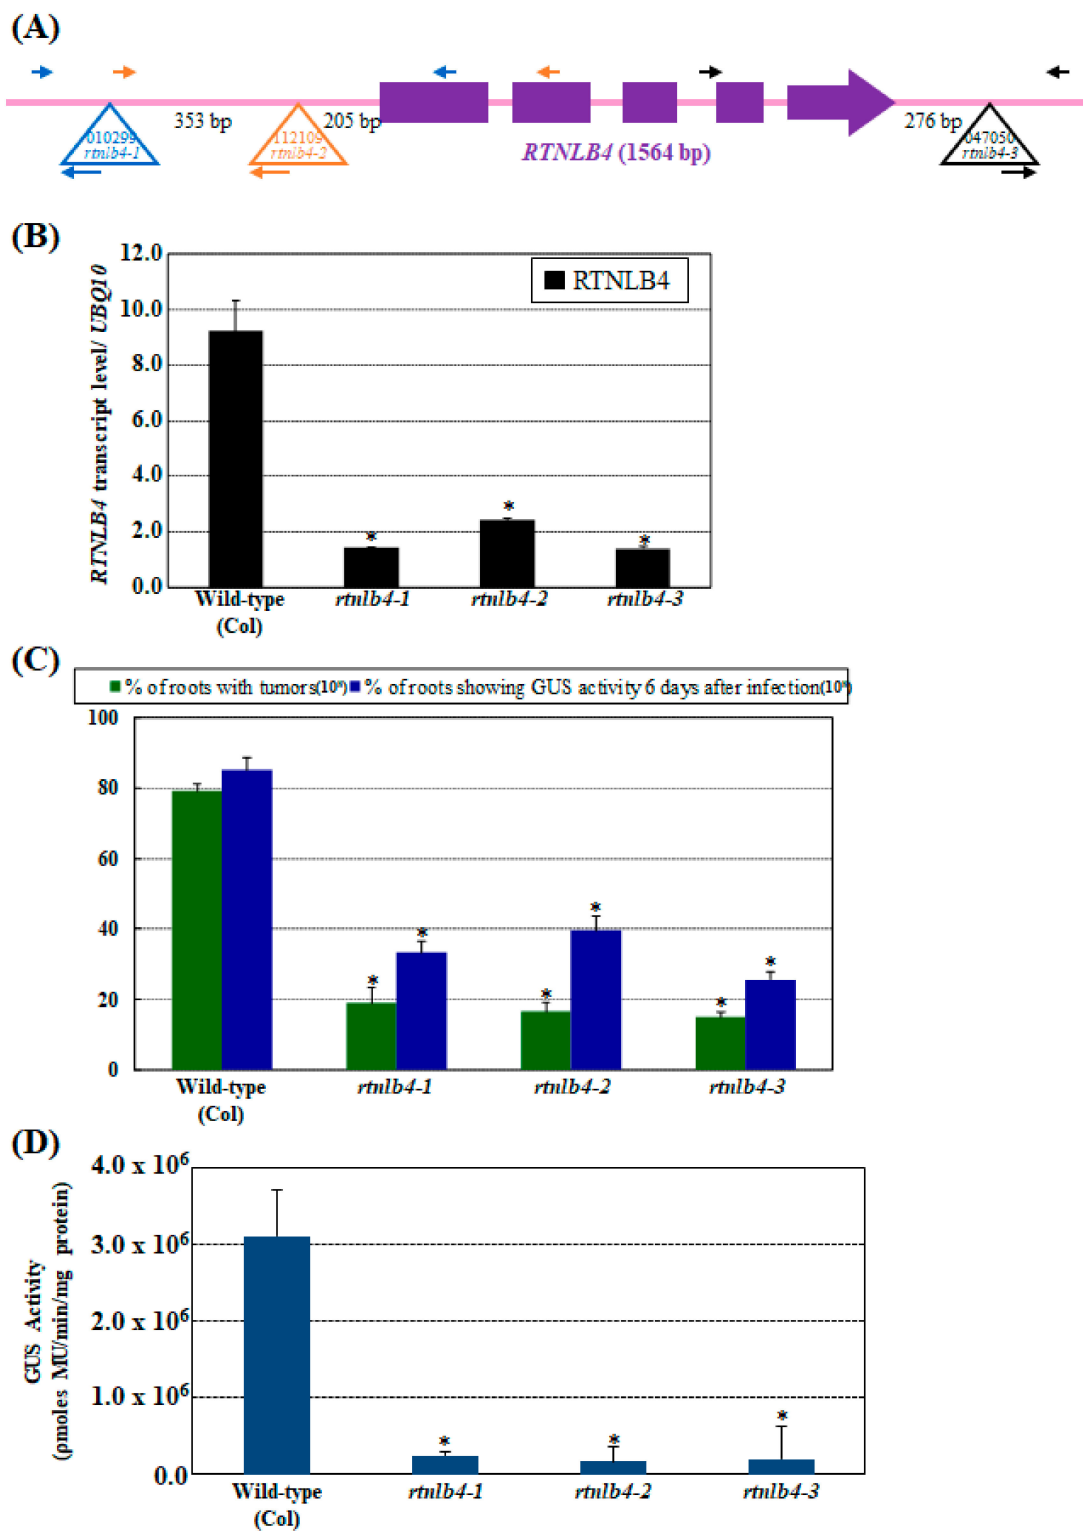 (A)
353 bp
205 bp
276 bp
010299
rtnlb4-1
112109
rtnlb4-2
RTNLB4 (1564 bp)
047050
rtnlb4-3
(B)
RTNLB4 transcript level/ UBQ10
12.0
10.0
8.0
6.0
4.0
2.0
0.0
RTNLB4
*
*
*
Wild-type
(Col)
rtnlb4-1
rtnlb4-2
rtnlb4-3
(C)
% of roots with tumors(10⁸)
% of roots showing GUS activity 6 days after infection(10⁸)
100
80
60
40
20
0
*
*
*
*
*
*
Wild-type
(Col)
rtnlb4-1
rtnlb4-2
rtnlb4-3
(D)
GUS Activity
(pmoles MU/min/mg protein)
4.0 x 10⁶
3.0 x 10⁶
2.0 x 10⁶
1.0 x 10⁶
0.0
*
*
*
Wild-type
(Col)
rtnlb4-1
rtnlb4-2
rtnlb4-3